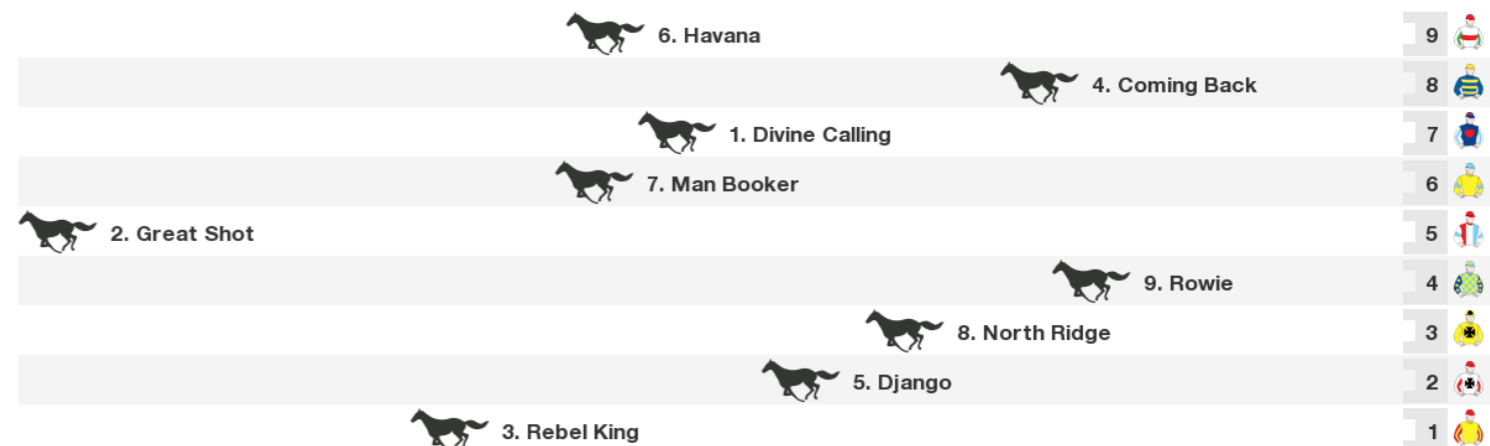 6. Havana 9
4. Coming Back 8
1. Divine Calling 7
7. Man Booker 6
2. Great Shot 5
9. Rowie 4
8. North Ridge 3
5. Django 2
3. Rebel King 1